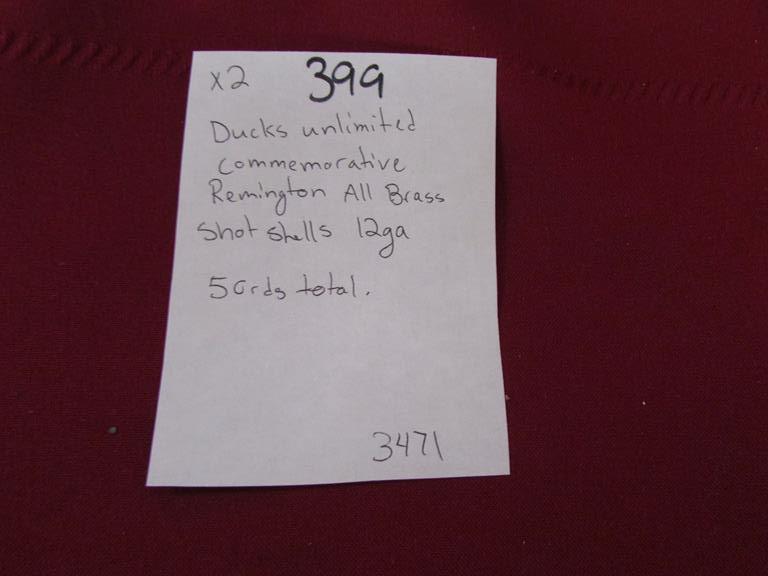 x2 399
Ducks unlimited
commemorative
Remington All Brass
Shot shells 12ga
50rds total.
3471